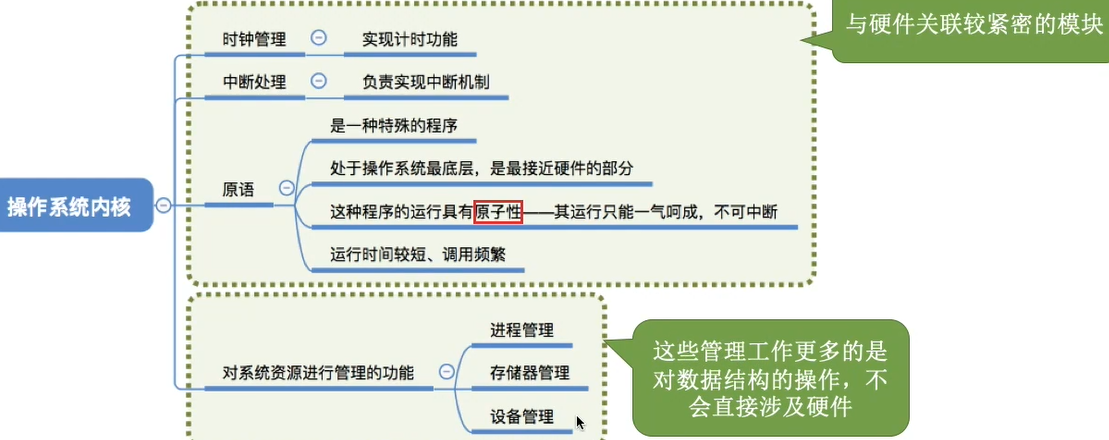 与硬件关联较紧密的模块
时钟管理
实现计时功能
中断处理
负责实现中断机制
是一种特殊的程序
处于操作系统最底层，是最接近硬件的部分
原语
操作系统内核
这种程序的运行具有原子性——其运行只能一气呵成，不可中断
运行时间较短、调用频繁
进程管理
对系统资源进行管理的功能
存储器管理
设备管理
这些管理工作更多的是
对数据结构的操作，不
会直接涉及硬件